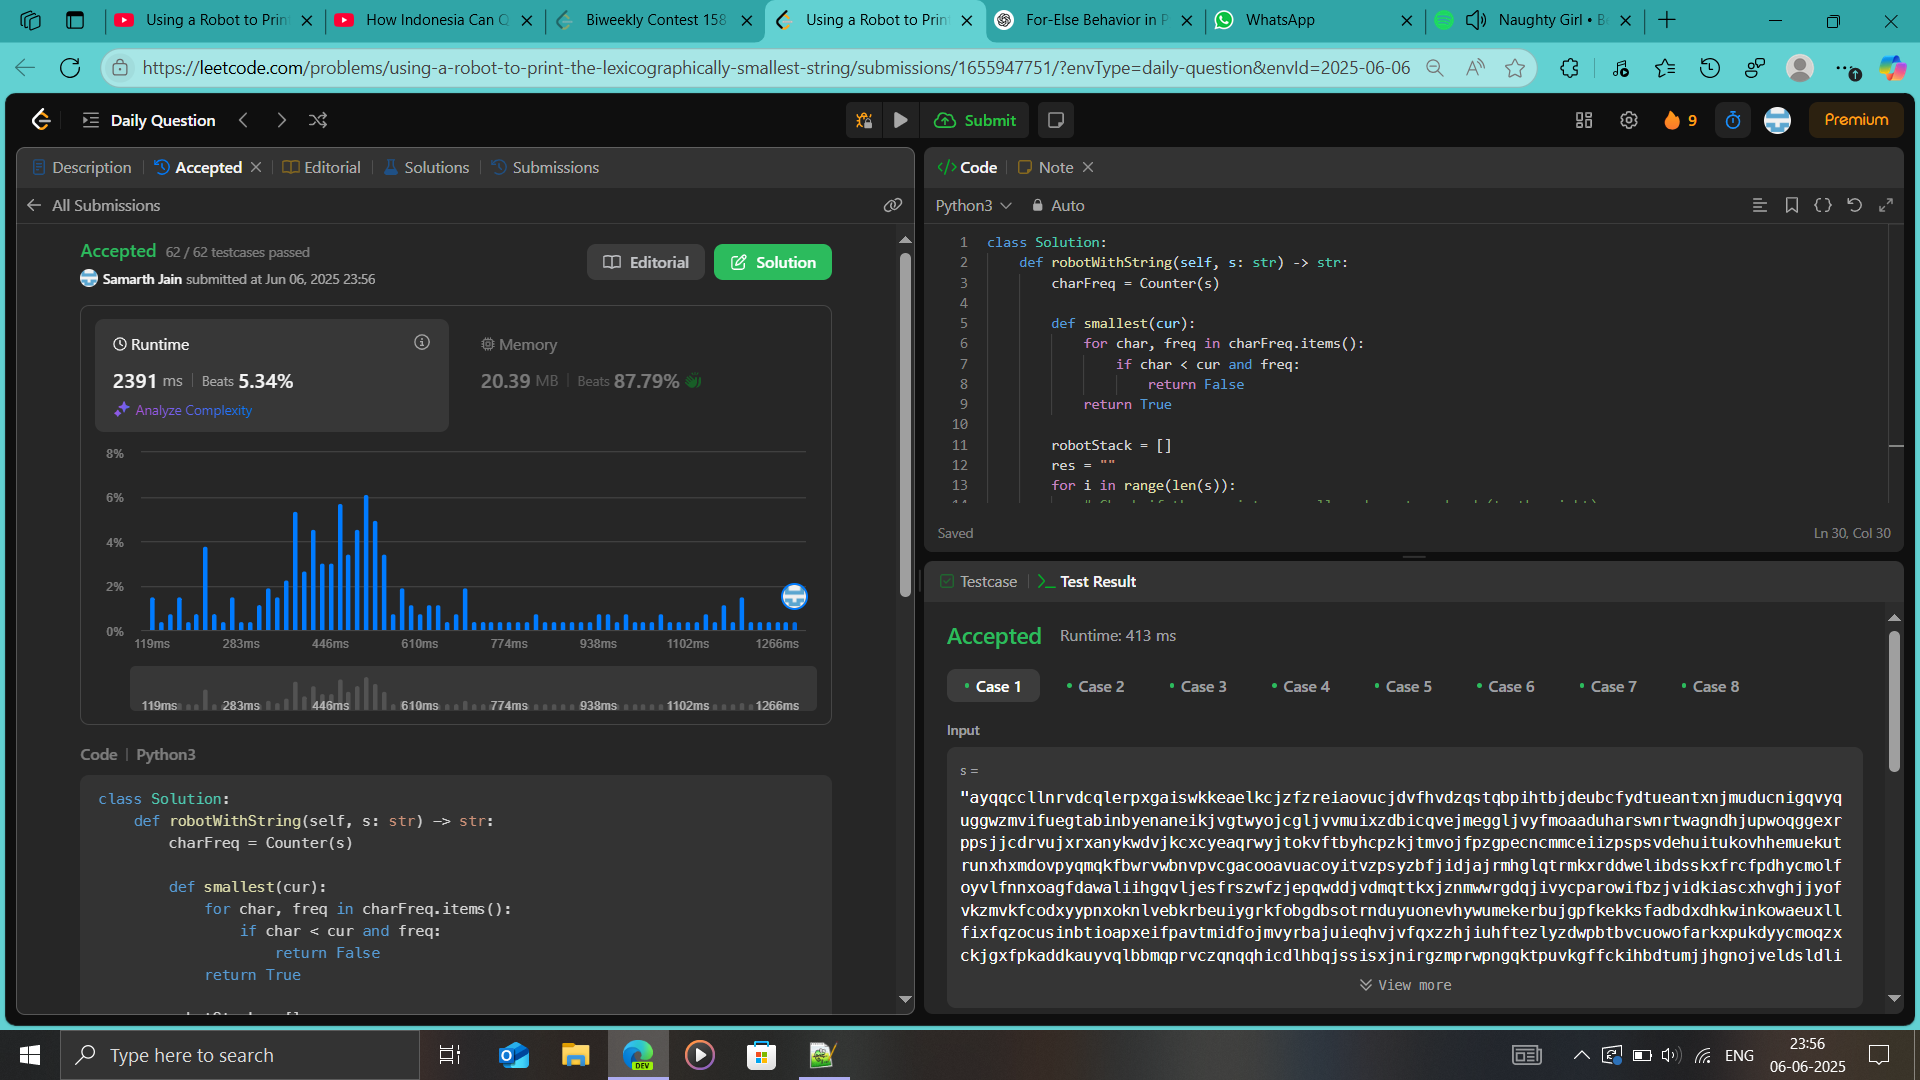 Using a Robot to Prin
How Indonesia Can Q
Biweekly Contest 158
Using a Robot to Prin
For-Else Behavior in P
WhatsApp
Naughty Girl • B
https://leetcode.com/problems/using-a-robot-to-print-the-lexicographically-smallest-string/submissions/1655947751/?envType=daily-question&envId=2025-06-06
Daily Question
Submit
9
Premium
Description
Accepted
Editorial
Solutions
Submissions
All Submissions
Accepted 62 / 62 testcases passed
Samarth Jain submitted at Jun 06, 2025 23:56
Editorial
Solution
Runtime
2391 ms Beats 5.34%
Analyze Complexity
Memory
20.39 MB Beats 87.79%
8%
6%
4%
2%
0%
119ms 283ms 446ms 610ms 774ms 938ms 1102ms 1266ms
119ms 283ms 446ms 610ms 774ms 938ms 1102ms 1266ms
Code | Python3
class Solution:
def robotWithString(self, s: str) -> str:
charFreq = Counter(s)
def smallest(cur):
for char, freq in charFreq.items():
if char < cur and freq:
return False
return True
Code
Note
Python3
Auto
1 class Solution:
2 def robotWithString(self, s: str) -> str:
3 charFreq = Counter(s)
4
5 def smallest(cur):
6 for char, freq in charFreq.items():
7 if char < cur and freq:
8 return False
9 return True
10
11 robotStack = []
12 res = ""
13 for i in range(len(s)):
Saved
Ln 30, Col 30
Testcase
Test Result
Accepted Runtime: 413 ms
Case 1 Case 2 Case 3 Case 4 Case 5 Case 6 Case 7 Case 8
Input
s =
"ayqqccllnrvdcqlerpxgaiswkkeaelkcjzfzreiaovucjdvfhvdzqstqbpihtbjdeubcfydtueantxnjmuducnigqvyq
uggwzmvifuegtabinbyenaneikjvgtwyojcgljvvmuixzdbicqvejmeggljvyfmoaaduharswnrtwagndhjupwoqggexr
ppsjjcdrvujxrxanykwdvjkcxcyeaqrwyjtokvftbyhcpzkjtmvojfpzgpecncmmceiizpspsvdehuitukovhhemuekut
runxhxmdovpyqmqkfbwrvwbnvpvcgacooavuacoyitvzpsyzbfjidjajrmhglqtrmkxrddwelibdsskxfrcfpdhycmolf
oyvlfnnxoagfdawaliihgqvljesfrszwfzjepqwddjvdmqttkxjznmwwrgdqjivycparowifbzjvidkiascxhvghjjyof
vkzmvkfcodxyypnxoknlvebkrbeuiygrkfobgdbsotrnduyuonevhywumekerbujgpfkekksfadbdxdhkwinkowaeuxll
fixfqzocusinbtioapxeifpavtmidfojmvyrbajuieqhvjvfqxzzhjiuhftezlyzdwpbtbvcuowofarkxpukdyycmoqzx
ckjgxfpkaddkauyvqlbbmqprvczqnqqhicdlhbqjssisxjnirgzmprwpngqktpuvkgffckihbdtumjjhgnojveldsldli
View more
Type here to search
DEV
ENG
23:56
06-06-2025